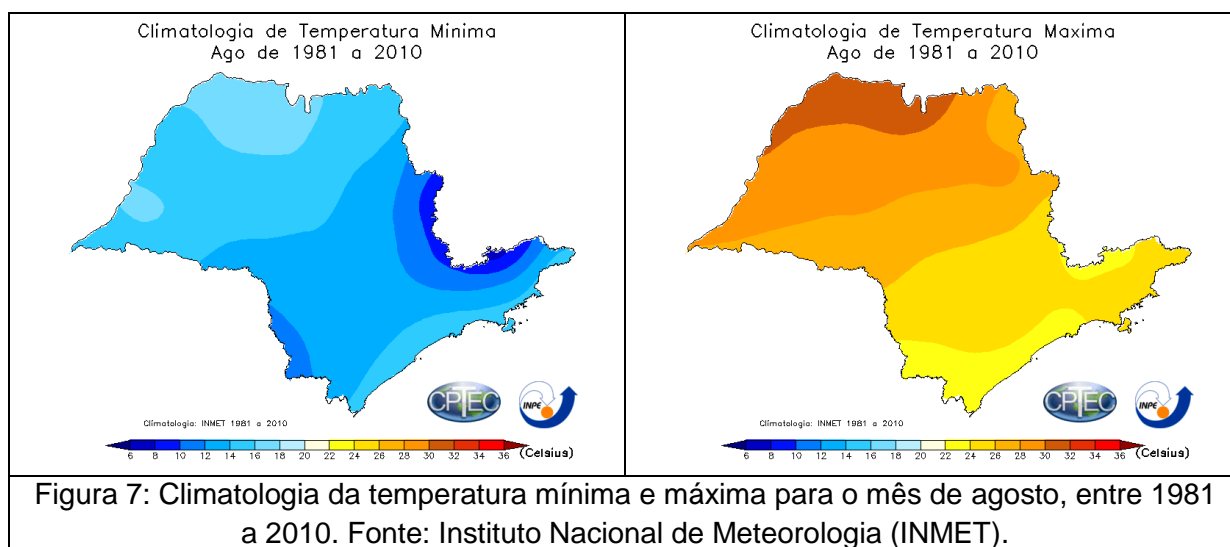 Climatologia de Temperatura Mínima
Ago de 1981 a 2010
CPTEC
INPE
Climatologia: INMET 1981 a 2010
6 8 10 12 14 16 18 20 22 24 26 28 30 32 34 36 (Celsius)
Climatologia de Temperatura Maxima
Ago de 1981 a 2010
CPTEC
INPE
Climatologia: INMET 1981 a 2010
6 8 10 12 14 16 18 20 22 24 26 28 30 32 34 36 (Celsius)
Figura 7: Climatologia da temperatura mínima e máxima para o mês de agosto, entre 1981
a 2010. Fonte: Instituto Nacional de Meteorologia (INMET).